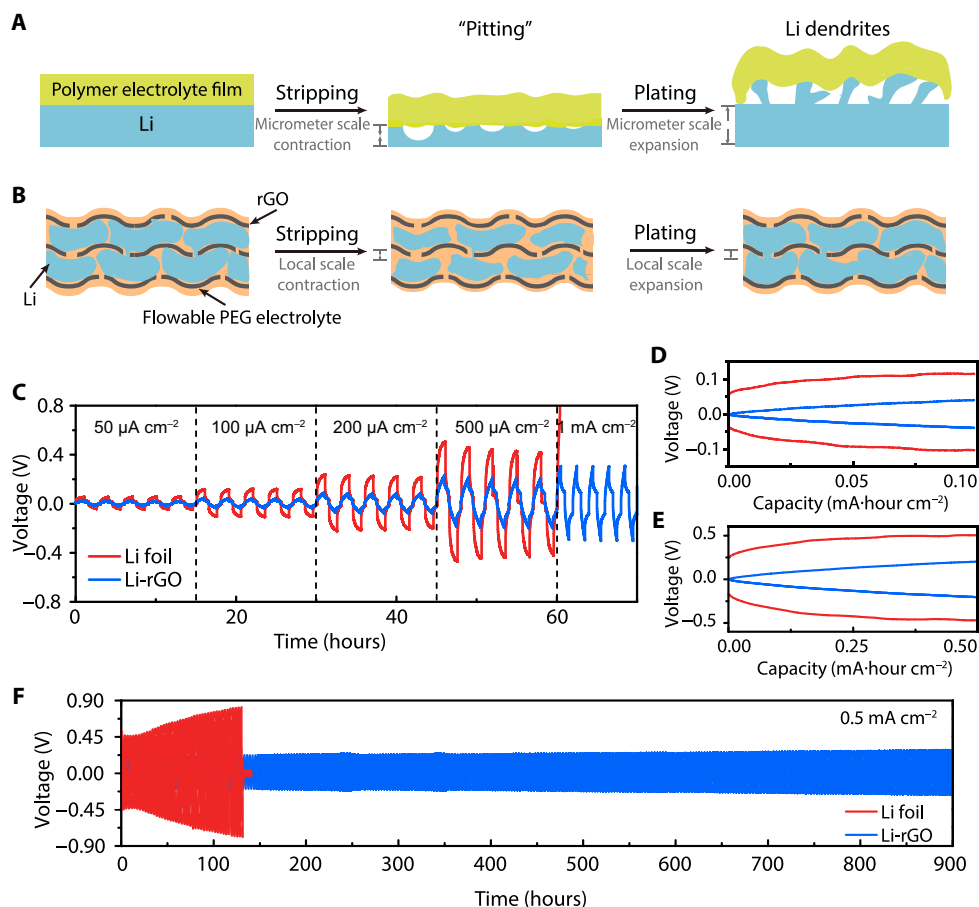 A
“Pitting”
Li dendrites
Polymer electrolyte film
Li
Stripping
Micrometer scale
contraction
Plating
Micrometer scale
expansion
B
rGO
Stripping
Local scale
contraction
Plating
Local scale
expansion
Li
Flowable PEG electrolyte
C
0.8
0.4
0.0
−0.4
−0.8
Voltage (V)
50 μA cm⁻²
100 μA cm⁻²
200 μA cm⁻²
500 μA cm⁻²
1 mA cm⁻²
Li foil
Li-rGO
0
20
40
60
Time (hours)
D
0.1
0.0
−0.1
Voltage (V)
0.00
0.05
0.10
Capacity (mA·hour cm⁻²)
E
0.5
0.0
−0.5
Voltage (V)
0.00
0.25
0.50
Capacity (mA·hour cm⁻²)
F
0.90
0.45
0.00
−0.45
−0.90
Voltage (V)
0.5 mA cm⁻²
Li foil
Li-rGO
0
100
200
300
400
500
600
700
800
900
Time (hours)